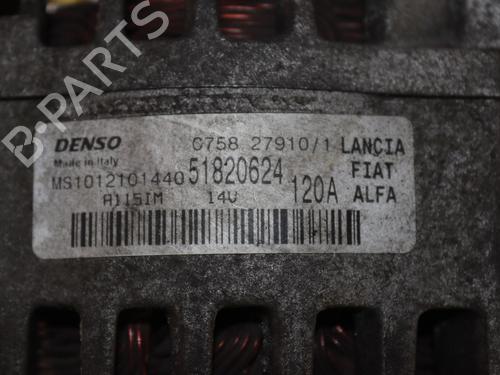 B-PARTS
DENSO
C758 27910/1
LANCIA
Made in Italy
MS1012101440
51820624
FIAT
A115IM
14V
120A
ALFA